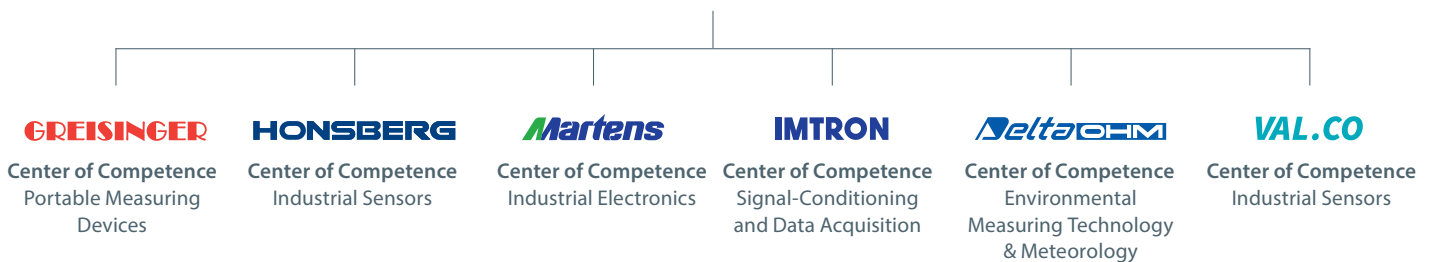 GREISINGER
Center of Competence
Portable Measuring
Devices
HONSBERG
Center of Competence
Industrial Sensors
Martens
Center of Competence
Industrial Electronics
IMTRON
Center of Competence
Signal-Conditioning
and Data Acquisition
DeltaOHM
Center of Competence
Environmental
Measuring Technology
& Meteorology
VAL.CO
Center of Competence
Industrial Sensors